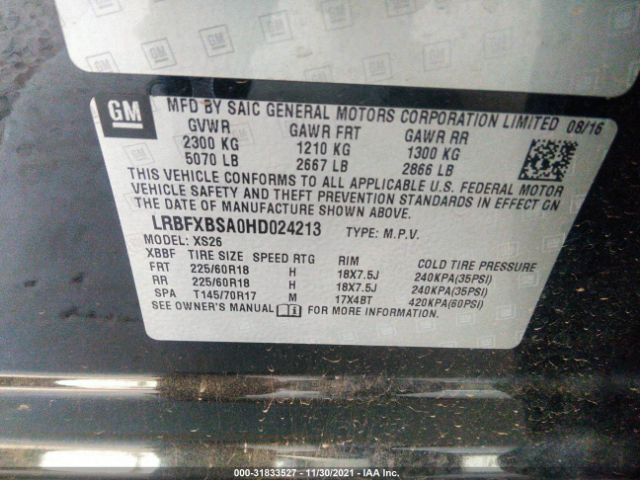 GM
MFD BY SAIC GENERAL MOTORS CORPORATION LIMITED 08/16
GVWR GAWR FRT GAWR RR
2300 KG 1210 KG 1300 KG
5070 LB 2667 LB 2866 LB
THIS VEHICLE CONFORMS TO ALL APPLICABLE U.S. FEDERAL MOTOR
VEHICLE SAFETY AND THEFT PREVENTION STANDARDS IN EFFECT ON
THE DATE OF MANUFACTURE SHOWN ABOVE.
LRBFXBSA0HD024213 TYPE: M.P.V.
MODEL: XS26
XBBF TIRE SIZE SPEED RTG RIM COLD TIRE PRESSURE
FRT 225/60R18 H 18X7.5J 240KPA(35PSI)
RR 225/60R18 H 18X7.5J 240KPA(35PSI)
SPA T145/70R17 M 17X4BT 420KPA(60PSI)
SEE OWNER'S MANUAL FOR MORE INFORMATION
000-31833527 - 11/30/2021 - IAA Inc.